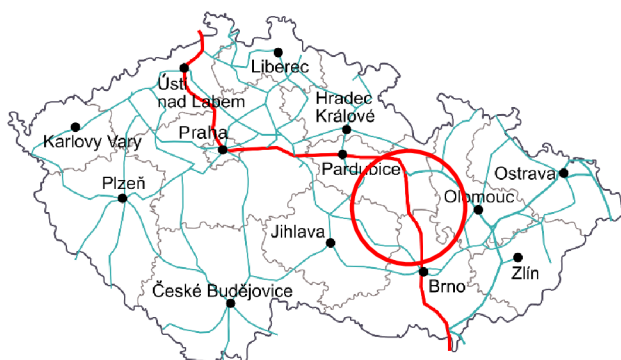 Liberec
Ústí
nad Labem
Hradec
Králové
Karlovy Vary
Praha
Pardubice
Ostrava
Plzeň
Olomouc
Jihlava
Zlín
Brno
České Budějovice